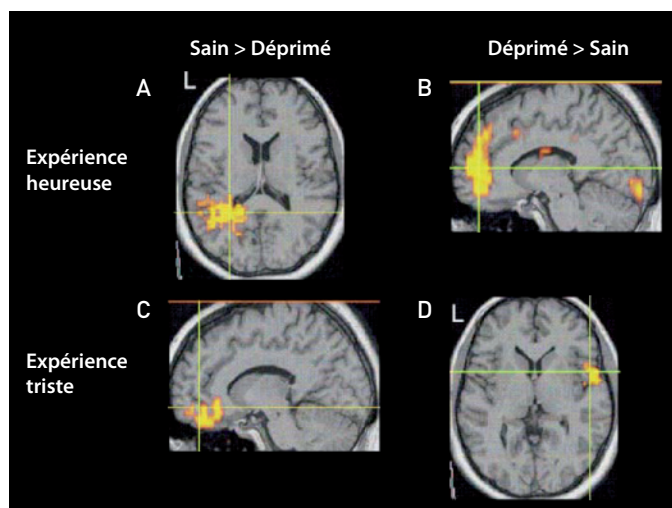 Sain > Déprimé
Déprimé > Sain
A
L
B
Expérience
heureuse
C
D
L
Expérience
triste